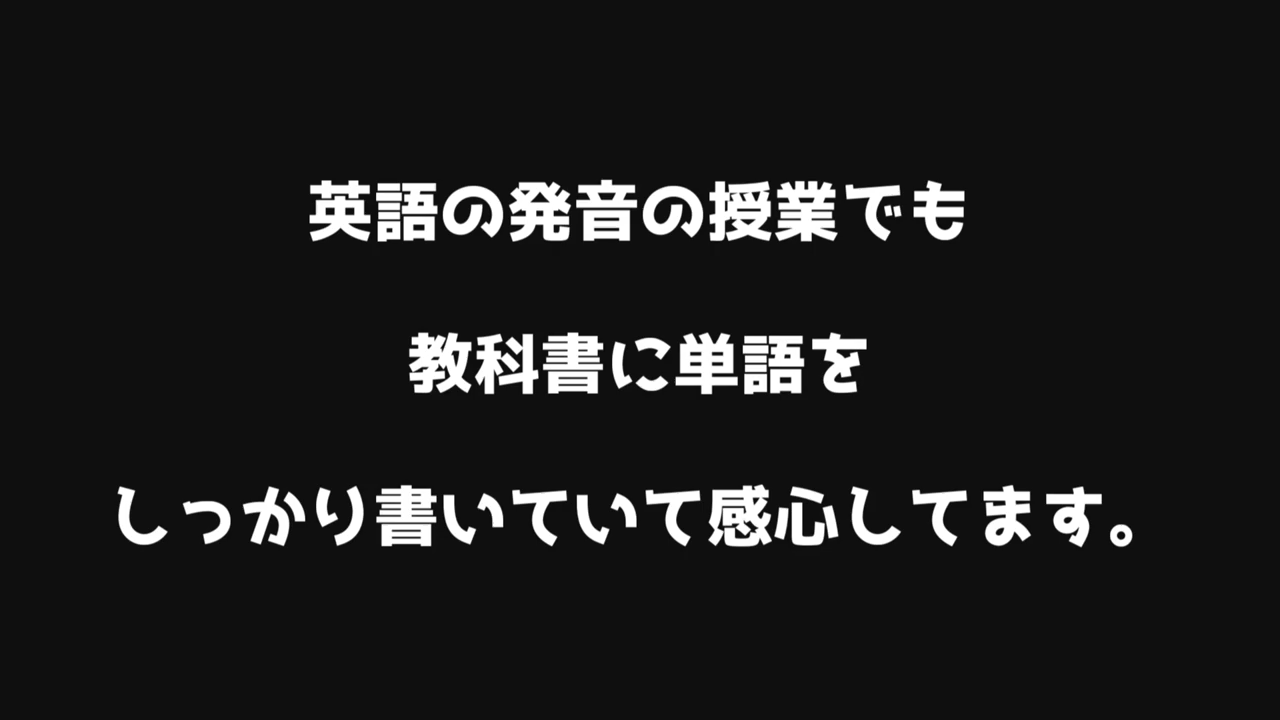 英語の発音の授業でも
教科書に単語を
しっかり書いていて感心してます。